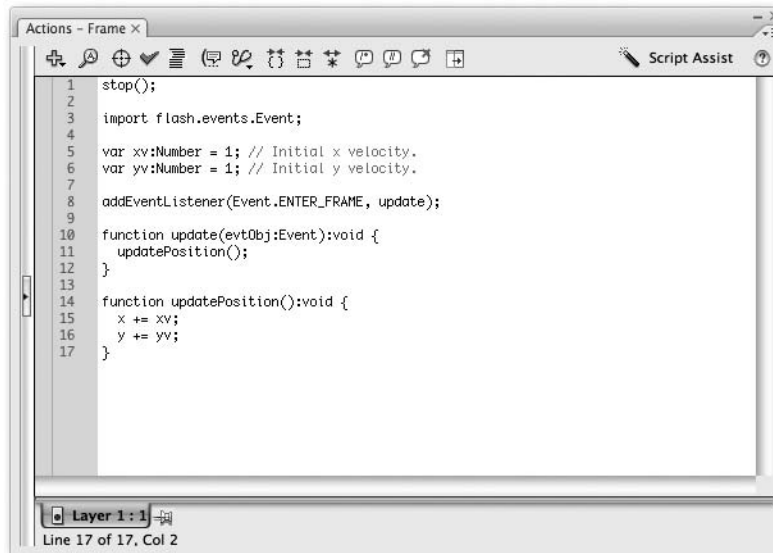 Actions – Frame ×
Script Assist
1 stop();
2
3 import flash.events.Event;
4
5 var xv:Number = 1; // Initial x velocity.
6 var yv:Number = 1; // Initial y velocity.
7
8 addEventListener(Event.ENTER_FRAME, update);
9
10 function update(evtObj:Event):void {
11   updatePosition();
12 }
13
14 function updatePosition():void {
15   x += xv;
16   y += yv;
17 }
Layer 1 : 1
Line 17 of 17, Col 2